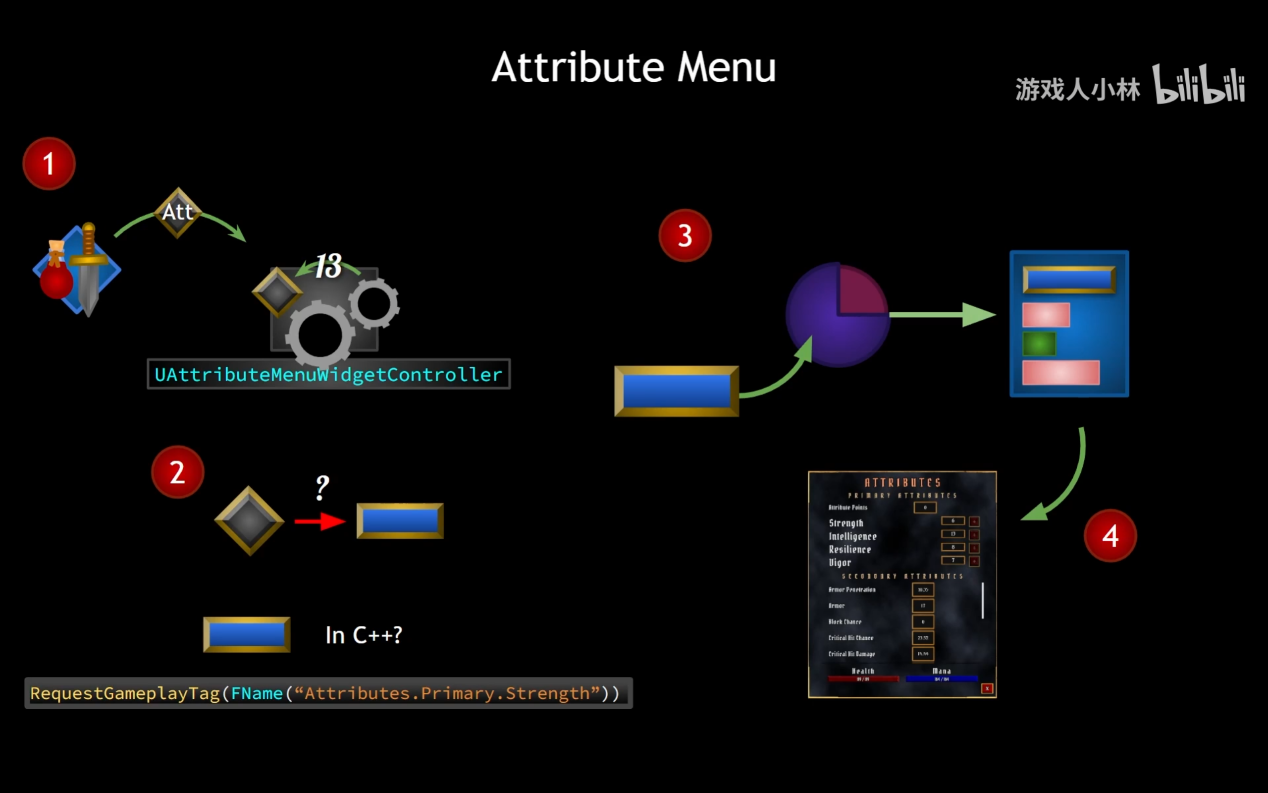 Attribute Menu
游戏人小林 bilibili
1
Att
13
UAttributeMenuWidgetController
2
?
In C++?
RequestGameplayTag(FName(“Attributes.Primary.Strength”))
3
4
ATTRIBUTES
PRIMARY ATTRIBUTES
Attribute Points
Strength
Intelligence
Resilience
Vigor
SECONDARY ATTRIBUTES
Armor Penetration
Armor
Block Chance
Critical Hit Chance
Critical Hit Damage
Health
Mana